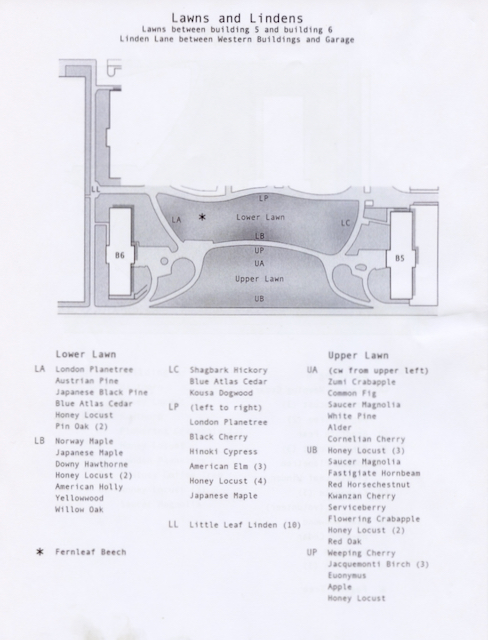 Lawns and Lindens
Lawns between building 5 and building 6
Linden Lane between Western Buildings and Garage
LL
LP
LA
*
Lower Lawn
LC
LB
UP
B6
UA
B5
Upper Lawn
UB
Lower Lawn
LA London Planetree
Austrian Pine
Japanese Black Pine
Blue Atlas Cedar
Honey Locust
Pin Oak (2)
LB Norway Maple
Japanese Maple
Downy Hawthorne
Honey Locust (2)
American Holly
Yellowwood
Willow Oak
* Fernleaf Beech
LC Shagbark Hickory
Blue Atlas Cedar
Kousa Dogwood
LP (left to right)
London Planetree
Black Cherry
Hinoki Cypress
American Elm (3)
Honey Locust (4)
Japanese Maple
LL Little Leaf Linden (10)
Upper Lawn
UA (cw from upper left)
Zumi Crabapple
Common Fig
Saucer Magnolia
White Pine
Alder
Cornelian Cherry
UB Honey Locust (3)
Saucer Magnolia
Fastigiate Hornbeam
Red Horsechestnut
Kwanzan Cherry
Serviceberry
Flowering Crabapple
Honey Locust (2)
Red Oak
UP Weeping Cherry
Jacquemonti Birch (3)
Euonymus
Apple
Honey Locust